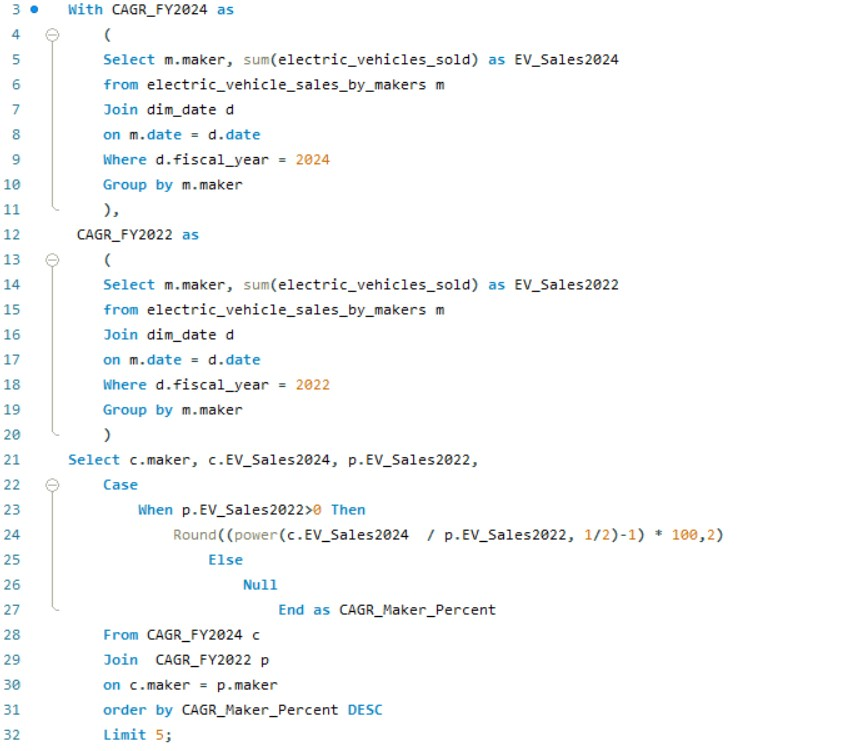 3 With CAGR_FY2024 as
4 (
5 Select m.maker, sum(electric_vehicles_sold) as EV_Sales2024
6 from electric_vehicle_sales_by_makers m
7 Join dim_date d
8 on m.date = d.date
9 Where d.fiscal_year = 2024
10 Group by m.maker
11 ),
12 CAGR_FY2022 as
13 (
14 Select m.maker, sum(electric_vehicles_sold) as EV_Sales2022
15 from electric_vehicle_sales_by_makers m
16 Join dim_date d
17 on m.date = d.date
18 Where d.fiscal_year = 2022
19 Group by m.maker
20 )
21 Select c.maker, c.EV_Sales2024, p.EV_Sales2022,
22 Case
23 When p.EV_Sales2022>0 Then
24 Round((power(c.EV_Sales2024  / p.EV_Sales2022, 1/2)-1) * 100,2)
25 Else
26 Null
27 End as CAGR_Maker_Percent
28 From CAGR_FY2024 c
29 Join  CAGR_FY2022 p
30 on c.maker = p.maker
31 order by CAGR_Maker_Percent DESC
32 Limit 5;